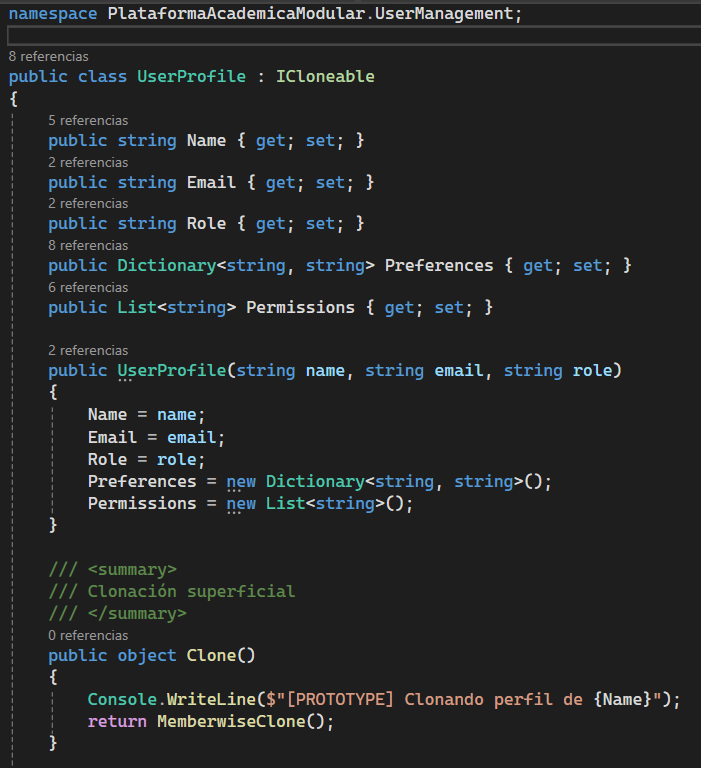 namespace PlataformaAcademicaModular.UserManagement;
8 referencias
public class UserProfile : ICloneable
{
5 referencias
public string Name { get; set; }
2 referencias
public string Email { get; set; }
2 referencias
public string Role { get; set; }
8 referencias
public Dictionary<string, string> Preferences { get; set; }
6 referencias
public List<string> Permissions { get; set; }
2 referencias
public UserProfile(string name, string email, string role)
{
Name = name;
Email = email;
Role = role;
Preferences = new Dictionary<string, string>();
Permissions = new List<string>();
}
/// <summary>
/// Clonación superficial
/// </summary>
0 referencias
public object Clone()
{
Console.WriteLine($"[PROTOTYPE] Clonando perfil de {Name}");
return MemberwiseClone();
}